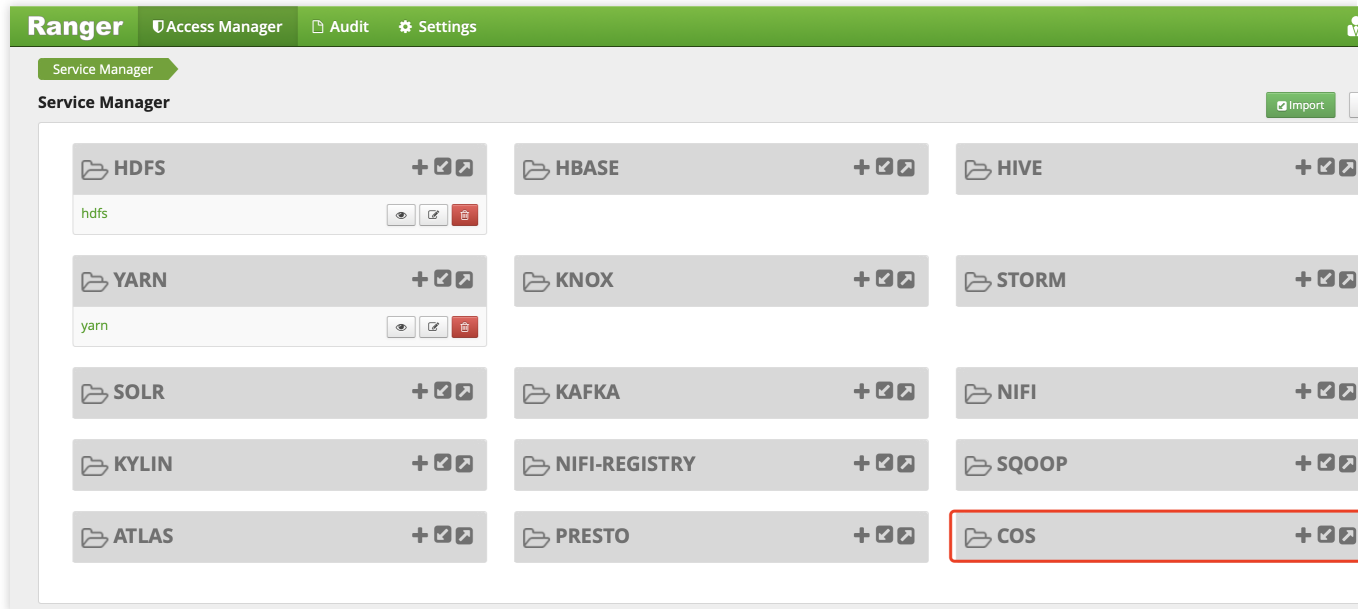 Ranger Access Manager Audit Settings
Service Manager
Service Manager
Import
HDFS HBASE HIVE
hdfs
YARN KNOX STORM
yarn
SOLR KAFKA NIFI
KYLIN NIFI-REGISTRY SQOOP
ATLAS PRESTO COS